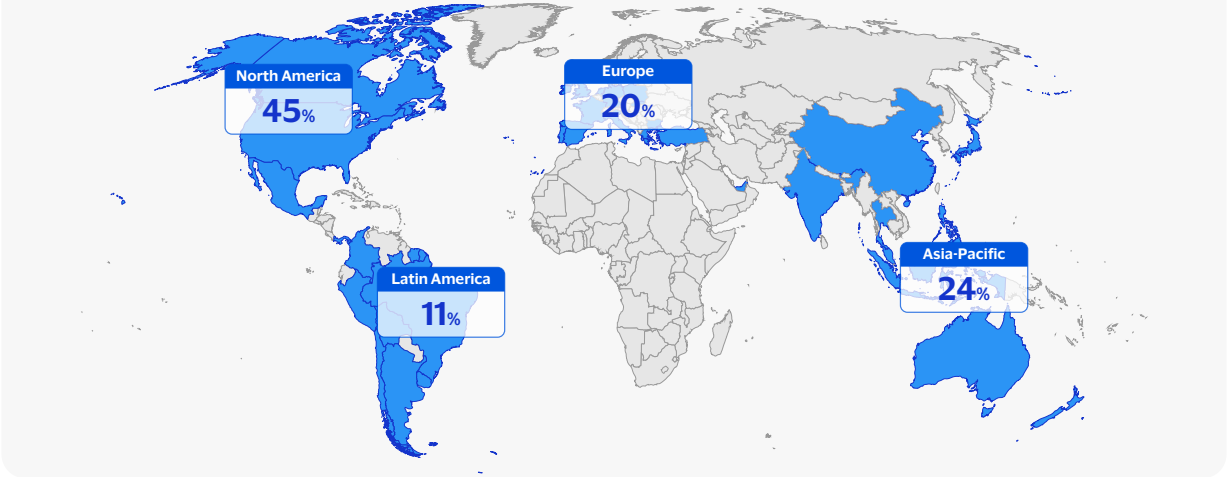 North America
45%
Europe
20%
Latin America
11%
Asia-Pacific
24%